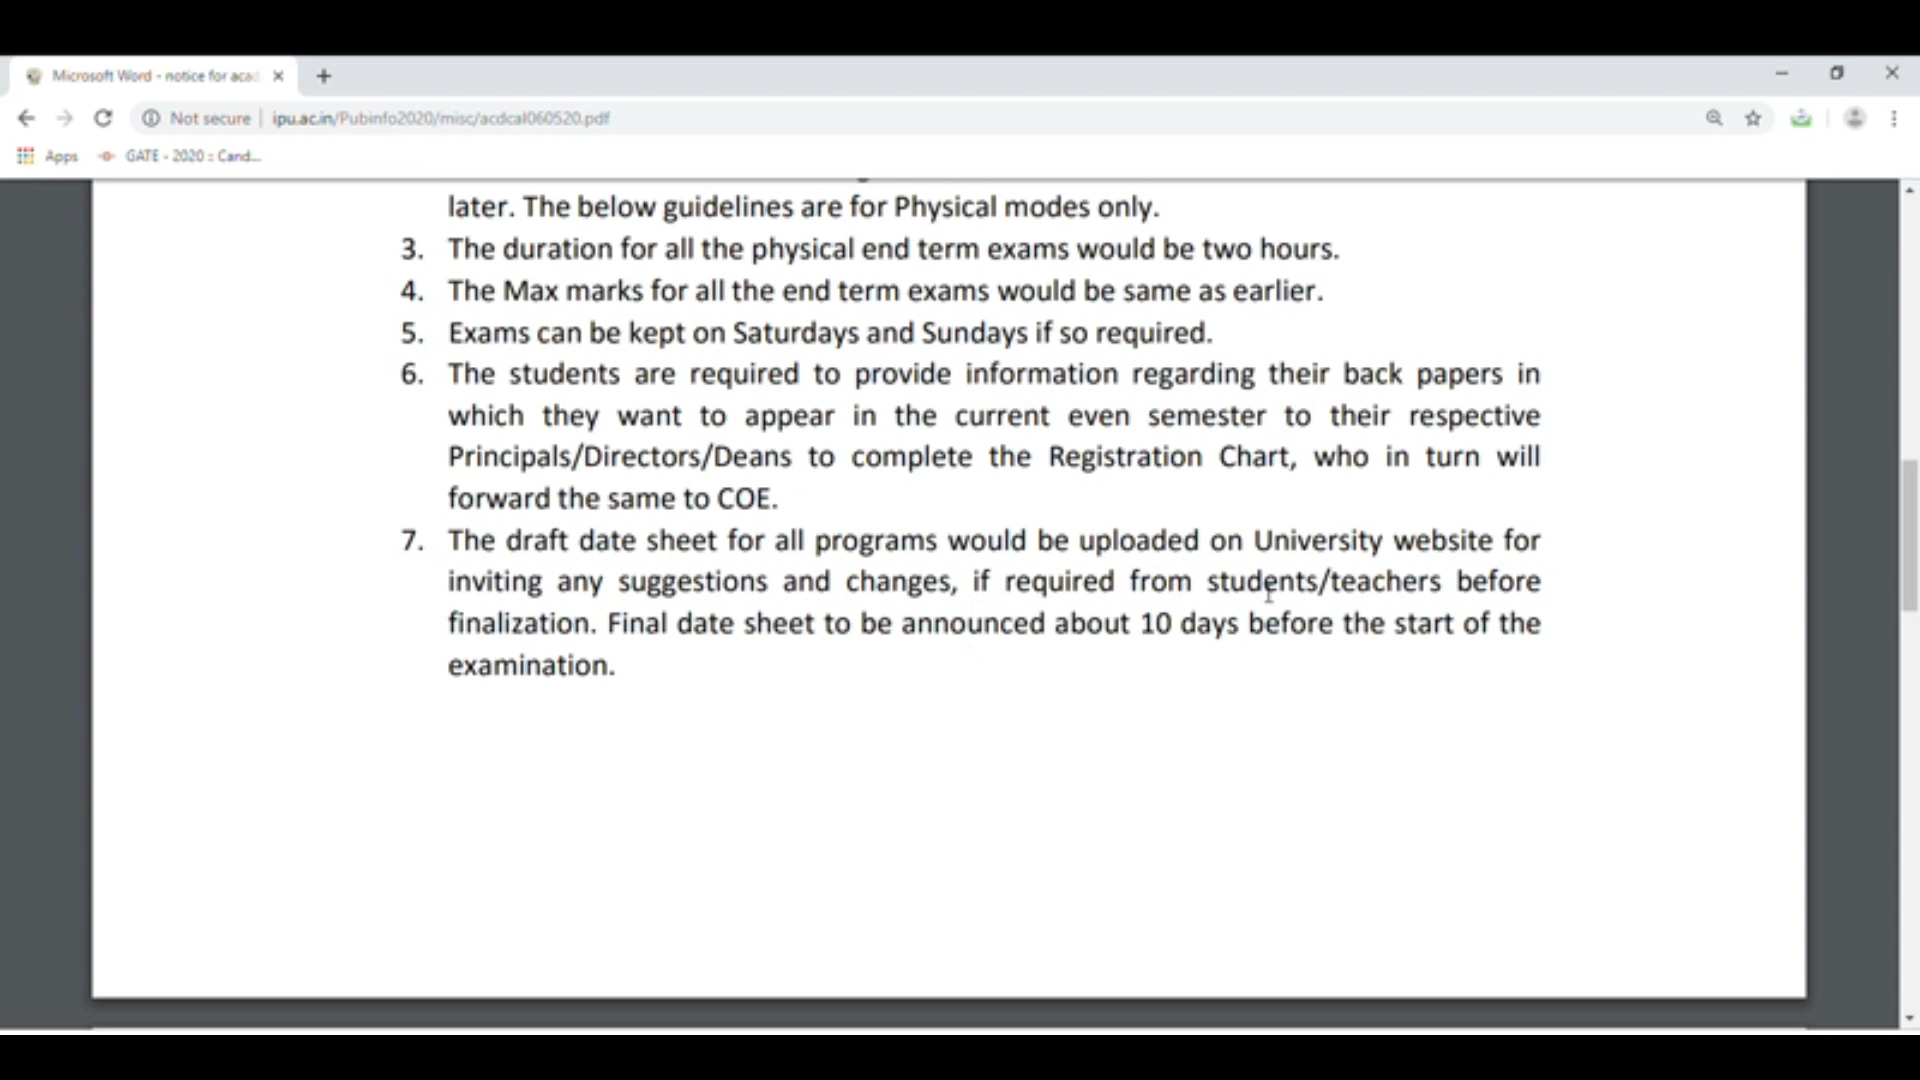 Microsoft Word - notice for acad
Not secure | ipu.ac.in/Pubinfo2020/misc/acdcal060520.pdf
Apps GATE - 2020 :: Cand...
later. The below guidelines are for Physical modes only.
3. The duration for all the physical end term exams would be two hours.
4. The Max marks for all the end term exams would be same as earlier.
5. Exams can be kept on Saturdays and Sundays if so required.
6. The students are required to provide information regarding their back papers in
which they want to appear in the current even semester to their respective
Principals/Directors/Deans to complete the Registration Chart, who in turn will
forward the same to COE.
7. The draft date sheet for all programs would be uploaded on University website for
inviting any suggestions and changes, if required from students/teachers before
finalization. Final date sheet to be announced about 10 days before the start of the
examination.